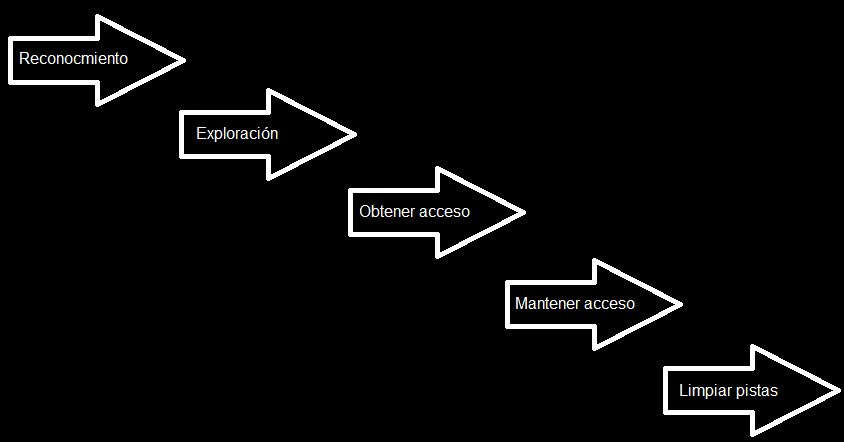 Reconocmiento
Exploración
Obtener acceso
Mantener acceso
Limpiar pistas